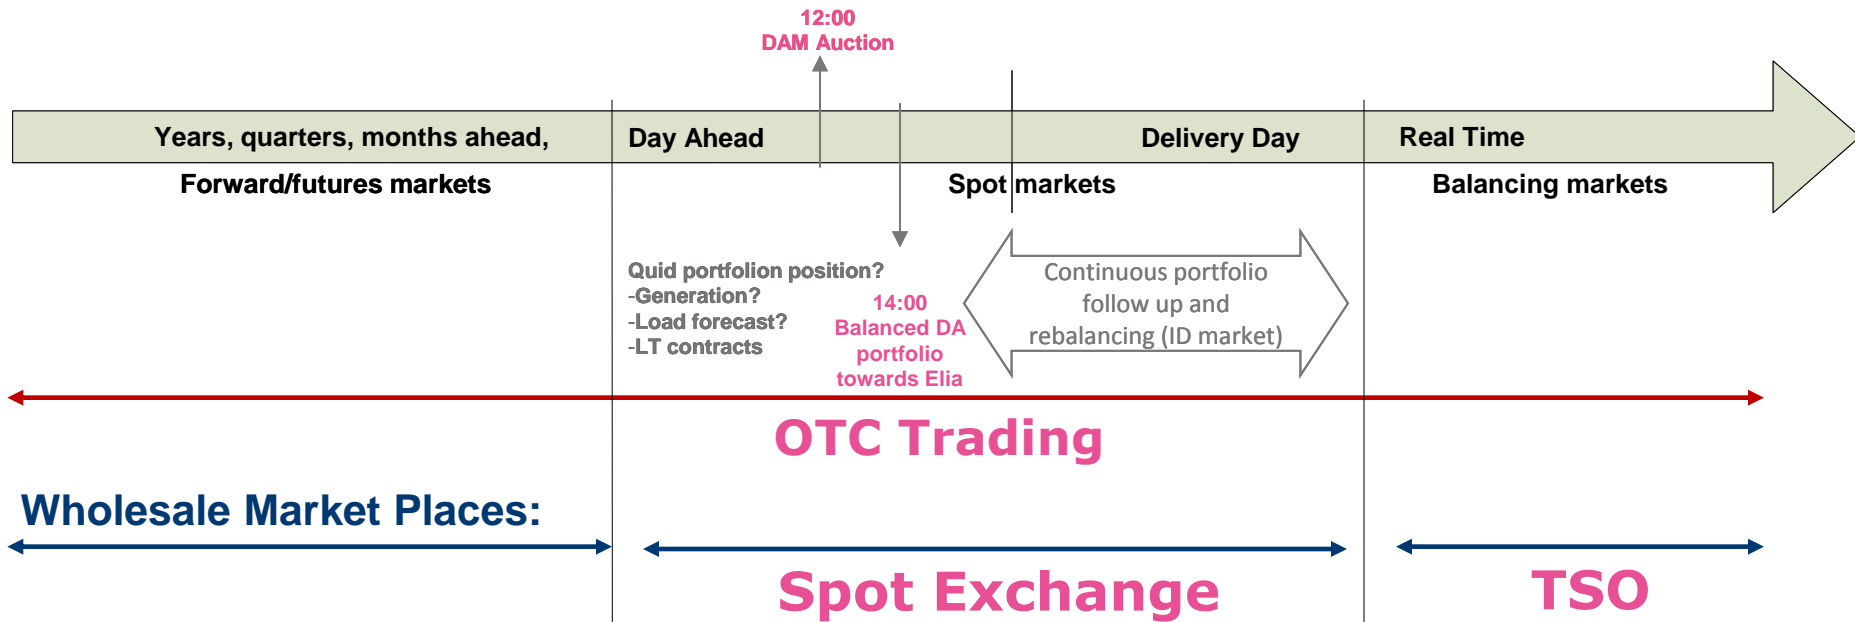 12:00
DAM Auction
Years, quarters, months ahead,
Day Ahead
Delivery Day
Real Time
Forward/futures markets
Spot markets
Balancing markets
Quid portfolion position?
-Generation?
-Load forecast?
-LT contracts
14:00
Balanced DA
portfolio
towards Elia
Continuous portfolio
follow up and
rebalancing (ID market)
OTC Trading
Wholesale Market Places:
Spot Exchange
TSO